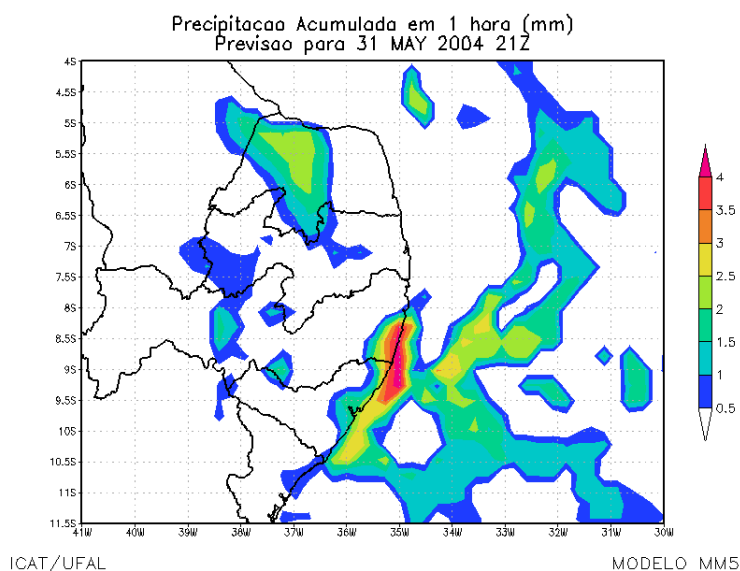 Precipitacao Acumulada em 1 hora (mm)
Previsao para 31 MAY 2004 21Z
4S
4.5S
5S
5.5S
6S
6.5S
7S
7.5S
8S
8.5S
9S
9.5S
10S
10.5S
11S
11.5S
41W 40W 39W 38W 37W 36W 35W 34W 33W 32W 31W 30W
4
3.5
3
2.5
2
1.5
1
0.5
ICAT/UFAL MODELO MM5